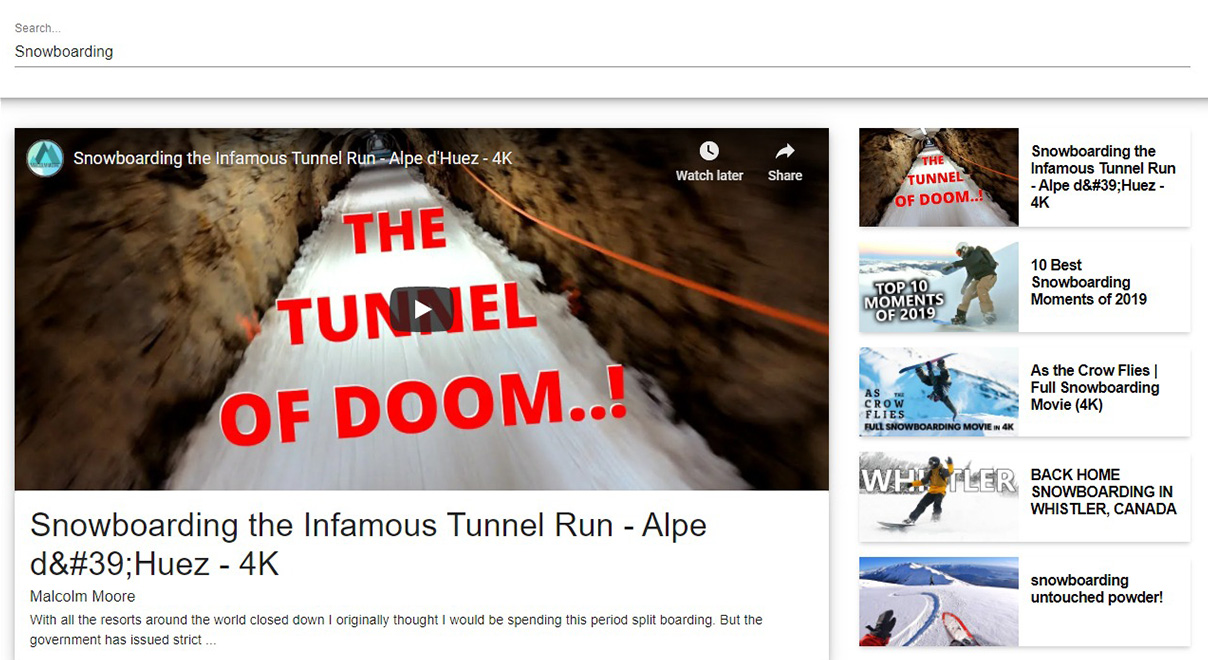 Search...
Snowboarding
Snowboarding the Infamous Tunnel Run - Alpe d'Huez - 4K
Watch later
Share
THE
TUNNEL
OF DOOM..!
Snowboarding the Infamous Tunnel Run - Alpe
d&#39;Huez - 4K
Malcolm Moore
With all the resorts around the world closed down I originally thought I would be spending this period split boarding. But the
government has issued strict ...
THE
TUNNEL
OF DOOM..!
Snowboarding the
Infamous Tunnel Run
- Alpe d&#39;Huez -
4K
TOP 10
MOMENTS
OF 2019
10 Best
Snowboarding
Moments of 2019
AS THE
CROW
FLIES
FULL SNOWBOARDING MOVIE IN 4K
As the Crow Flies |
Full Snowboarding
Movie (4K)
WHISTLER
BACK HOME
SNOWBOARDING IN
WHISTLER, CANADA
snowboarding
untouched powder!